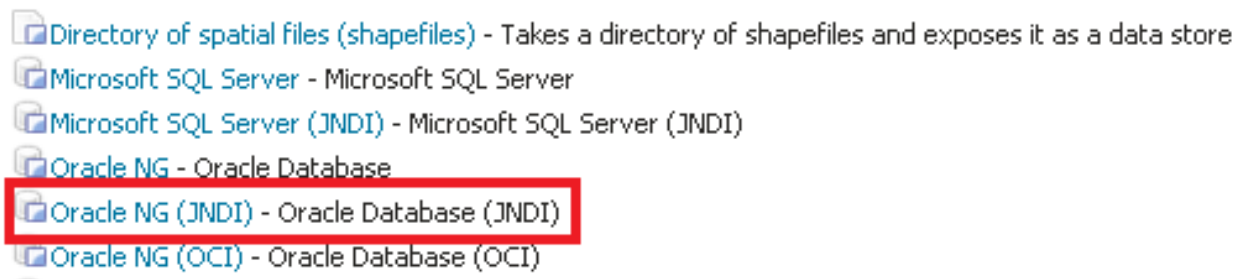 Directory of spatial files (shapefiles) - Takes a directory of shapefiles and exposes it as a data store
Microsoft SQL Server - Microsoft SQL Server
Microsoft SQL Server (JNDI) - Microsoft SQL Server (JNDI)
Oracle NG - Oracle Database
Oracle NG (JNDI) - Oracle Database (JNDI)
Oracle NG (OCI) - Oracle Database (OCI)